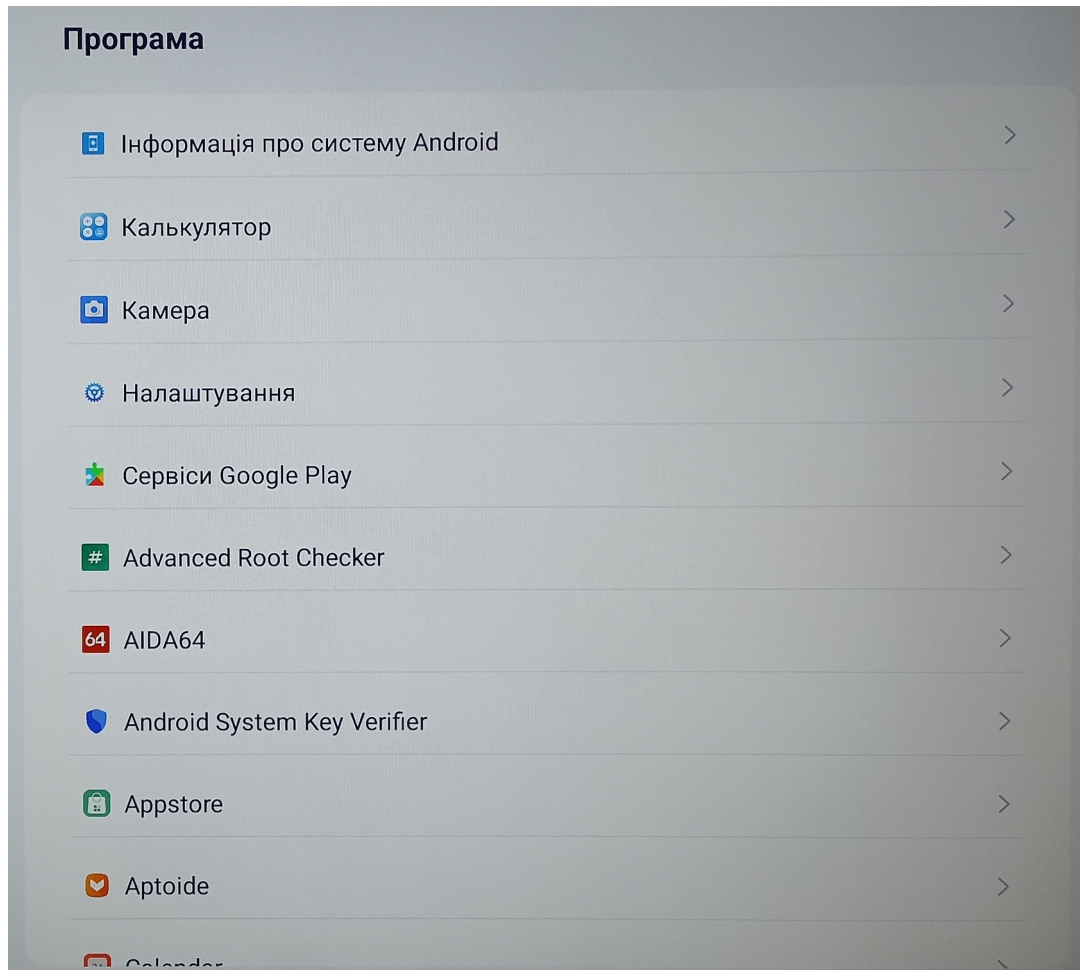 Програма
Інформація про систему Android
Калькулятор
Камера
Налаштування
Сервіси Google Play
# Advanced Root Checker
64 AIDA64
Android System Key Verifier
Appstore
Aptoide
Calendar